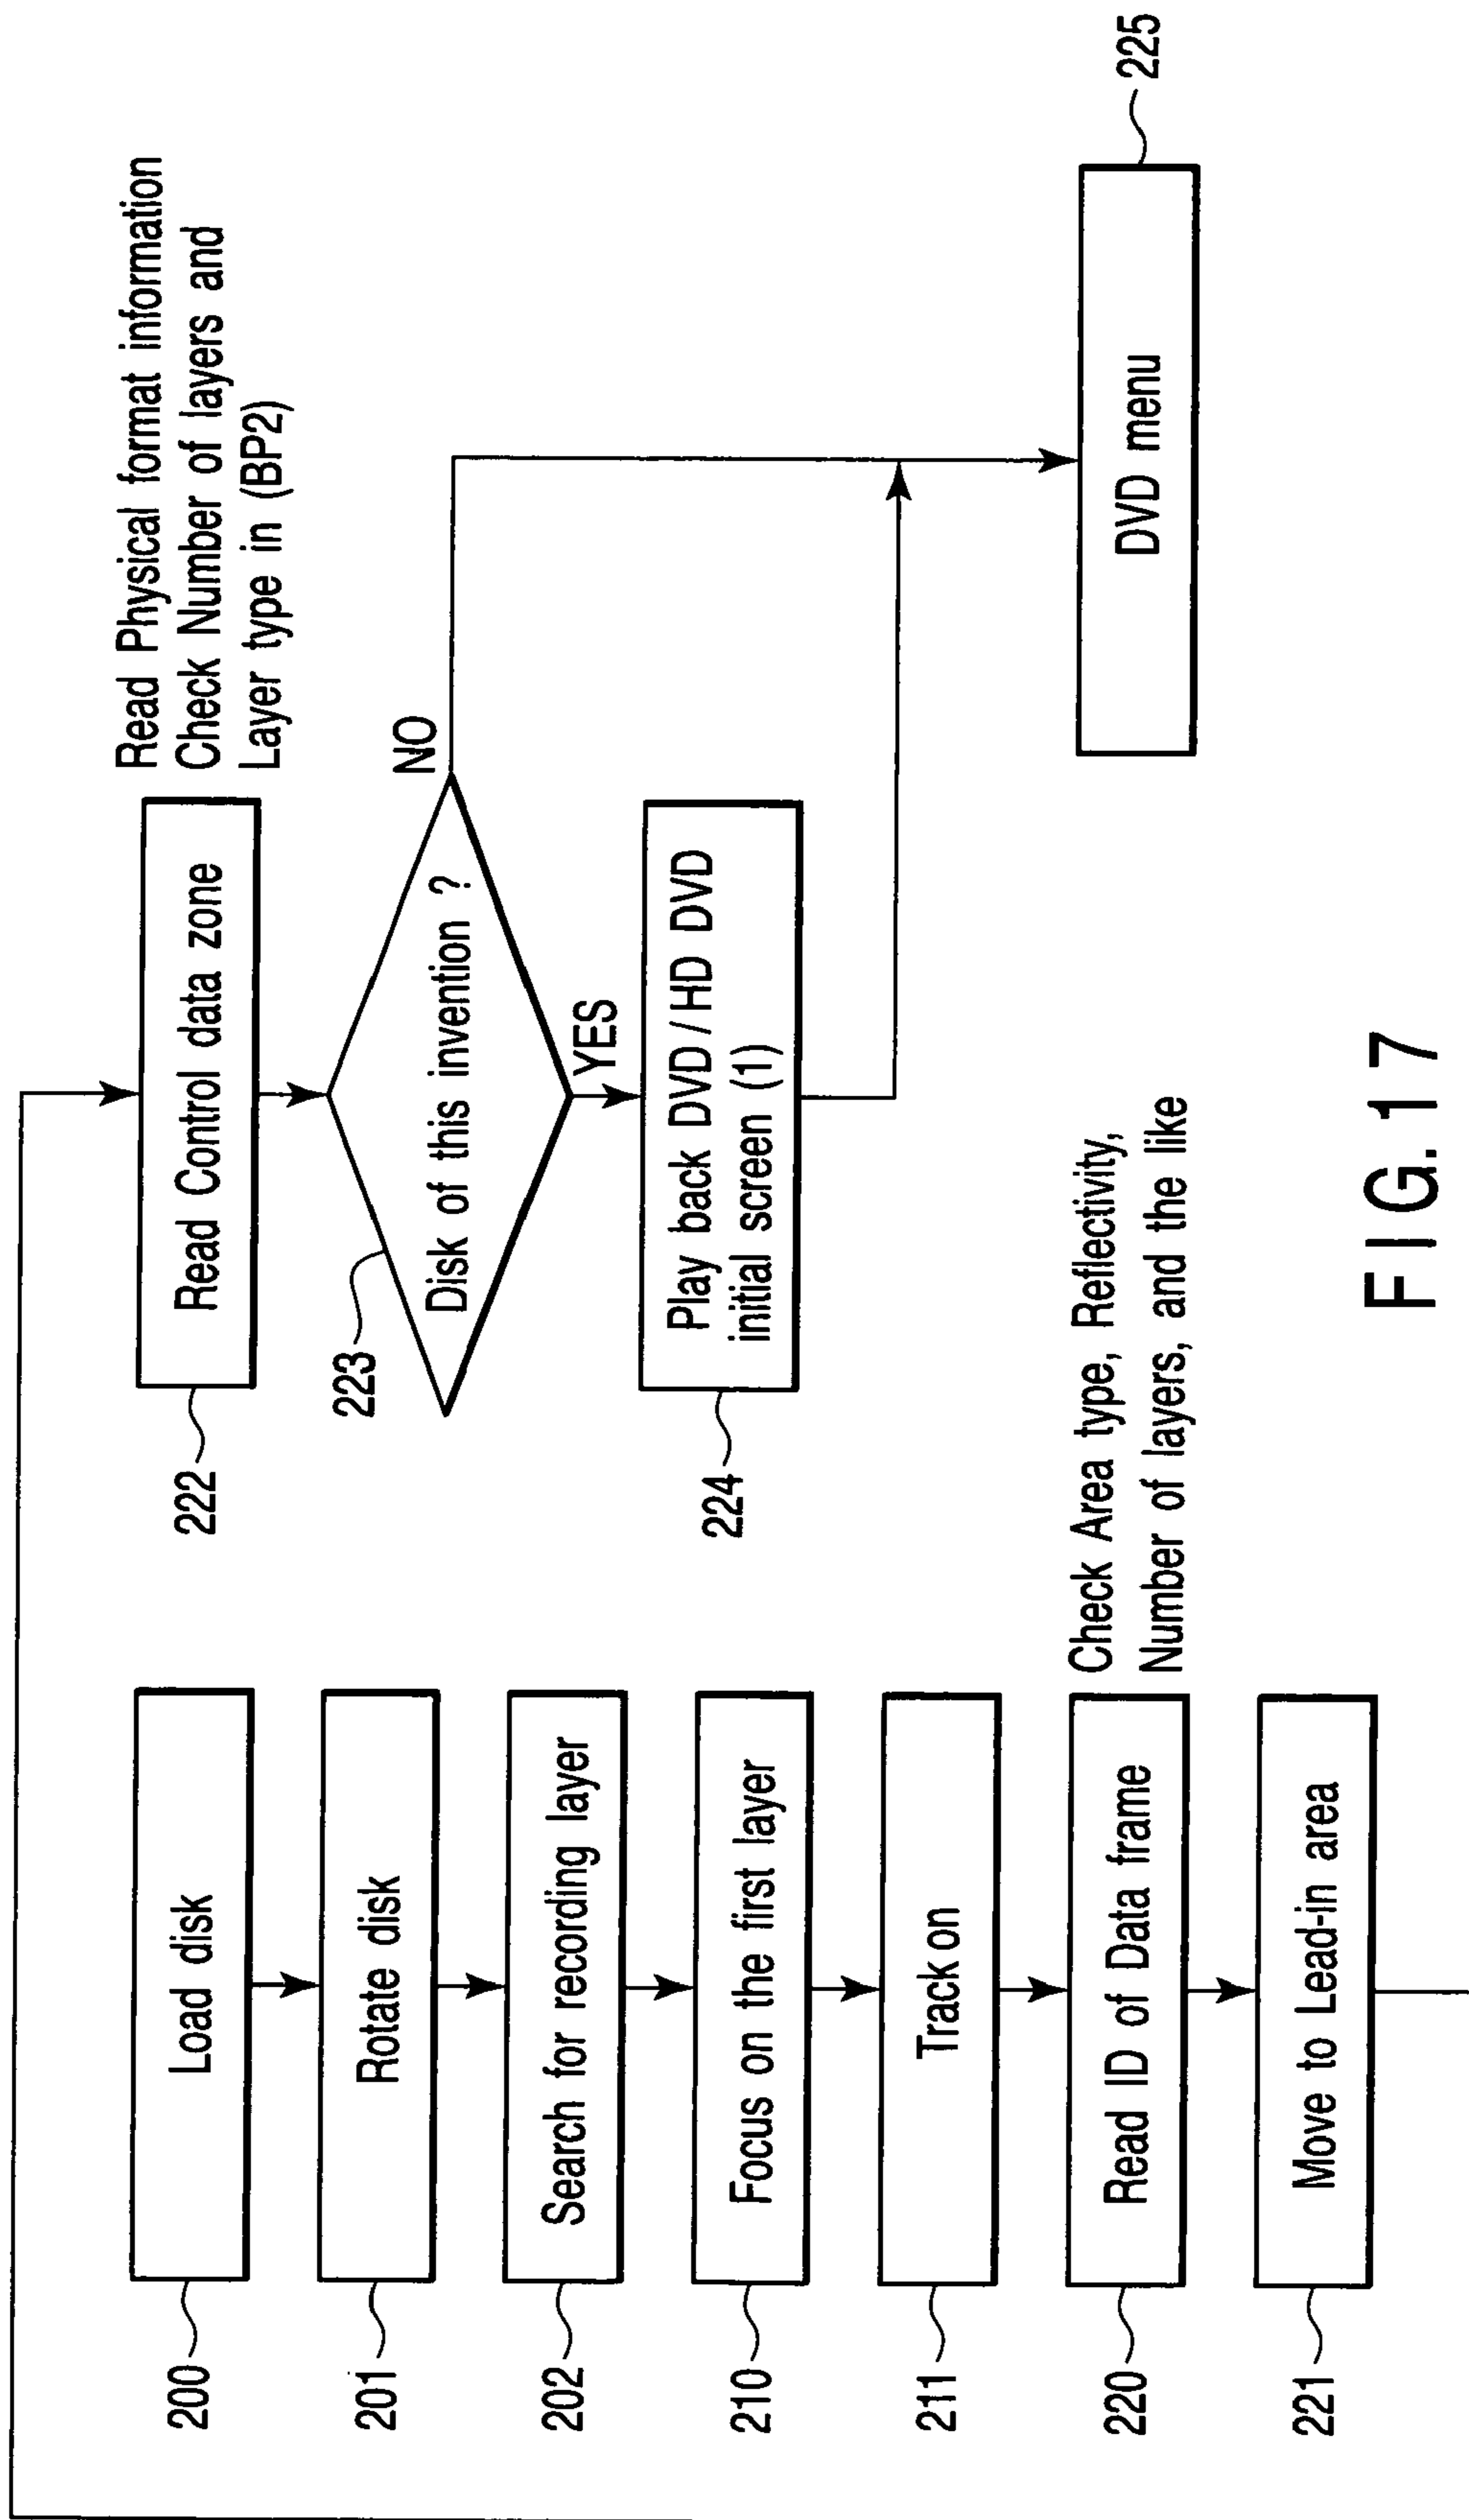 200
Load disk
201
Rotate disk
202
Search for recording layer
210
Focus on the first layer
211
Track on
220
Read ID of Data frame
Check Area type, Reflectivity,
Number of layers, and the like
221
Move to Lead-in area
222
Read Control data zone
Read Physical format information
Check Number of layers and
Layer type in (BP2)
223
Disk of this invention ?
NO
YES
224
Play back DVD / HD DVD
initial screen (1)
DVD menu
225
FIG. 17